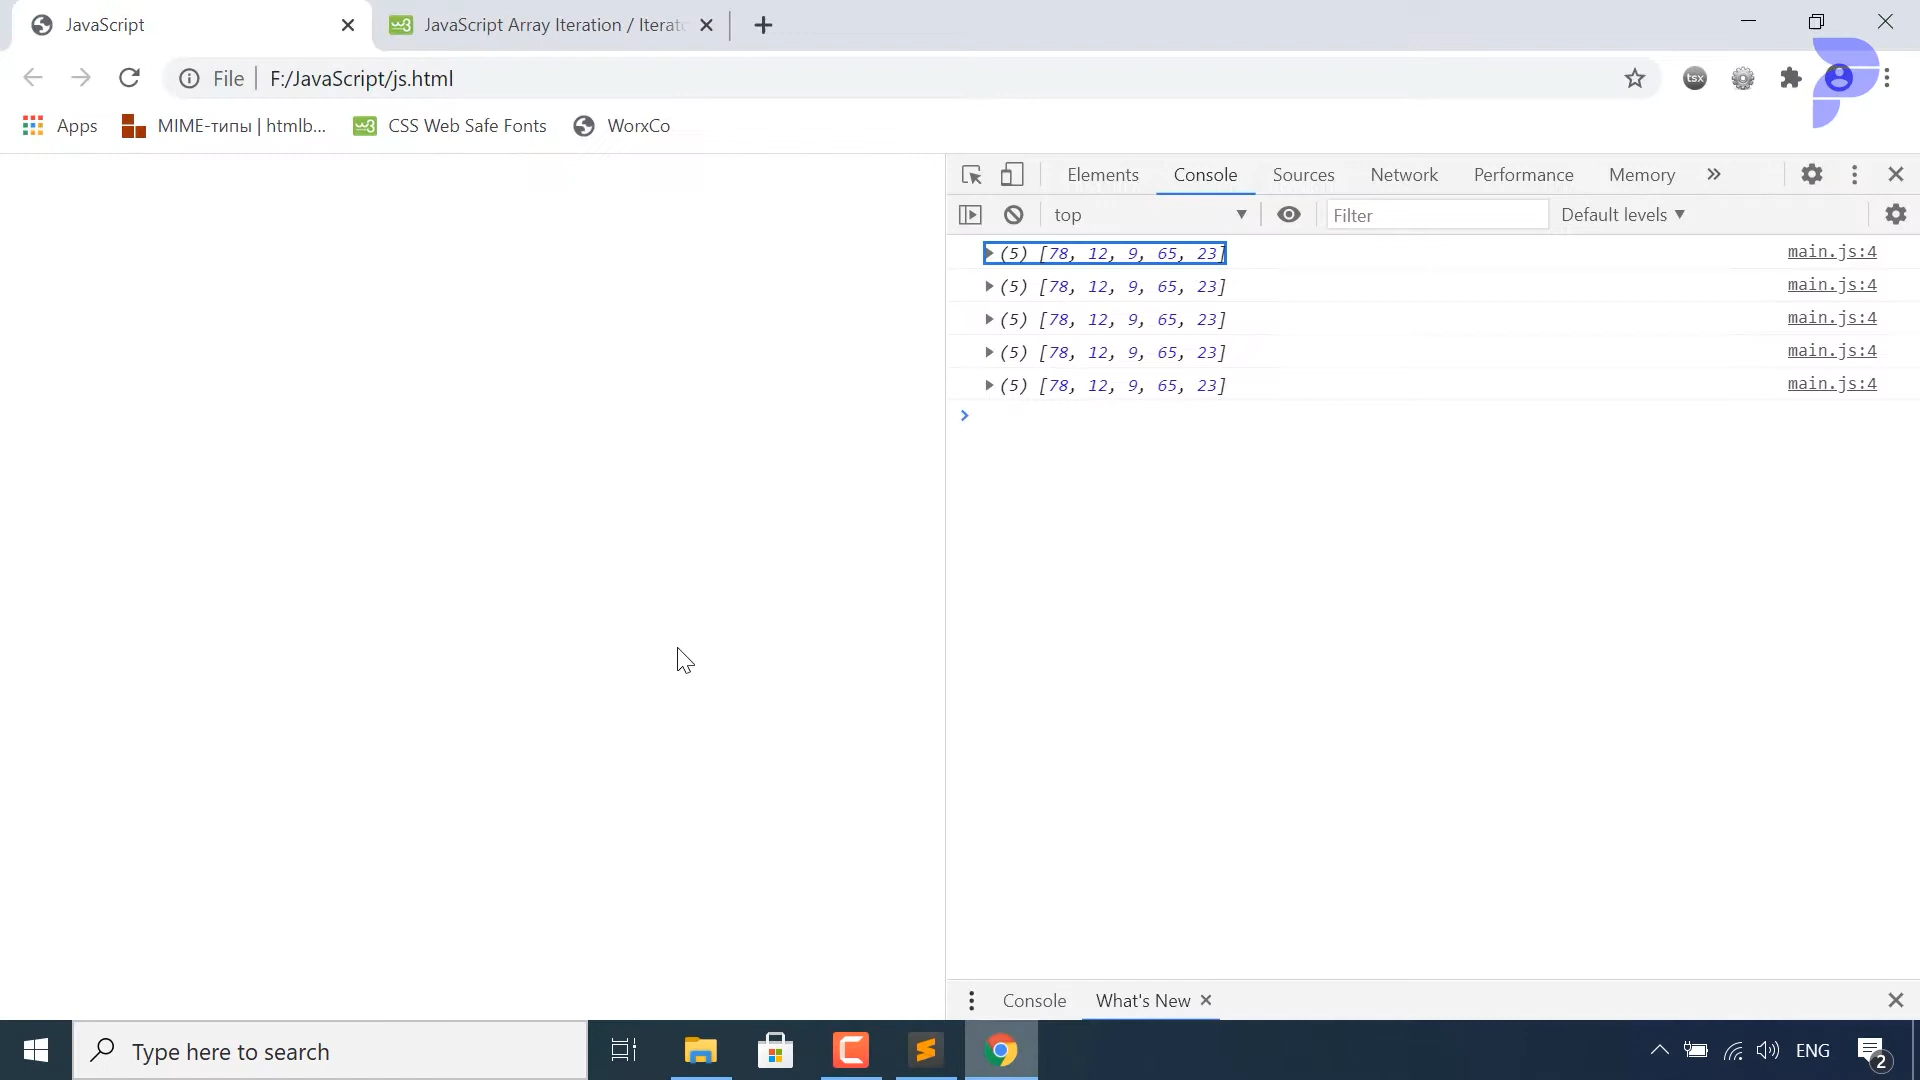 JavaScript
JavaScript Array Iteration / Iterato
File
F:/JavaScript/js.html
tsx
Apps
MIME-типы | htmlb...
CSS Web Safe Fonts
WorxCo
Elements
Console
Sources
Network
Performance
Memory
top
Filter
Default levels
(5) [78, 12, 9, 65, 23] main.js:4
(5) [78, 12, 9, 65, 23] main.js:4
(5) [78, 12, 9, 65, 23] main.js:4
(5) [78, 12, 9, 65, 23] main.js:4
(5) [78, 12, 9, 65, 23] main.js:4
Console
What's New
Type here to search
ENG
2